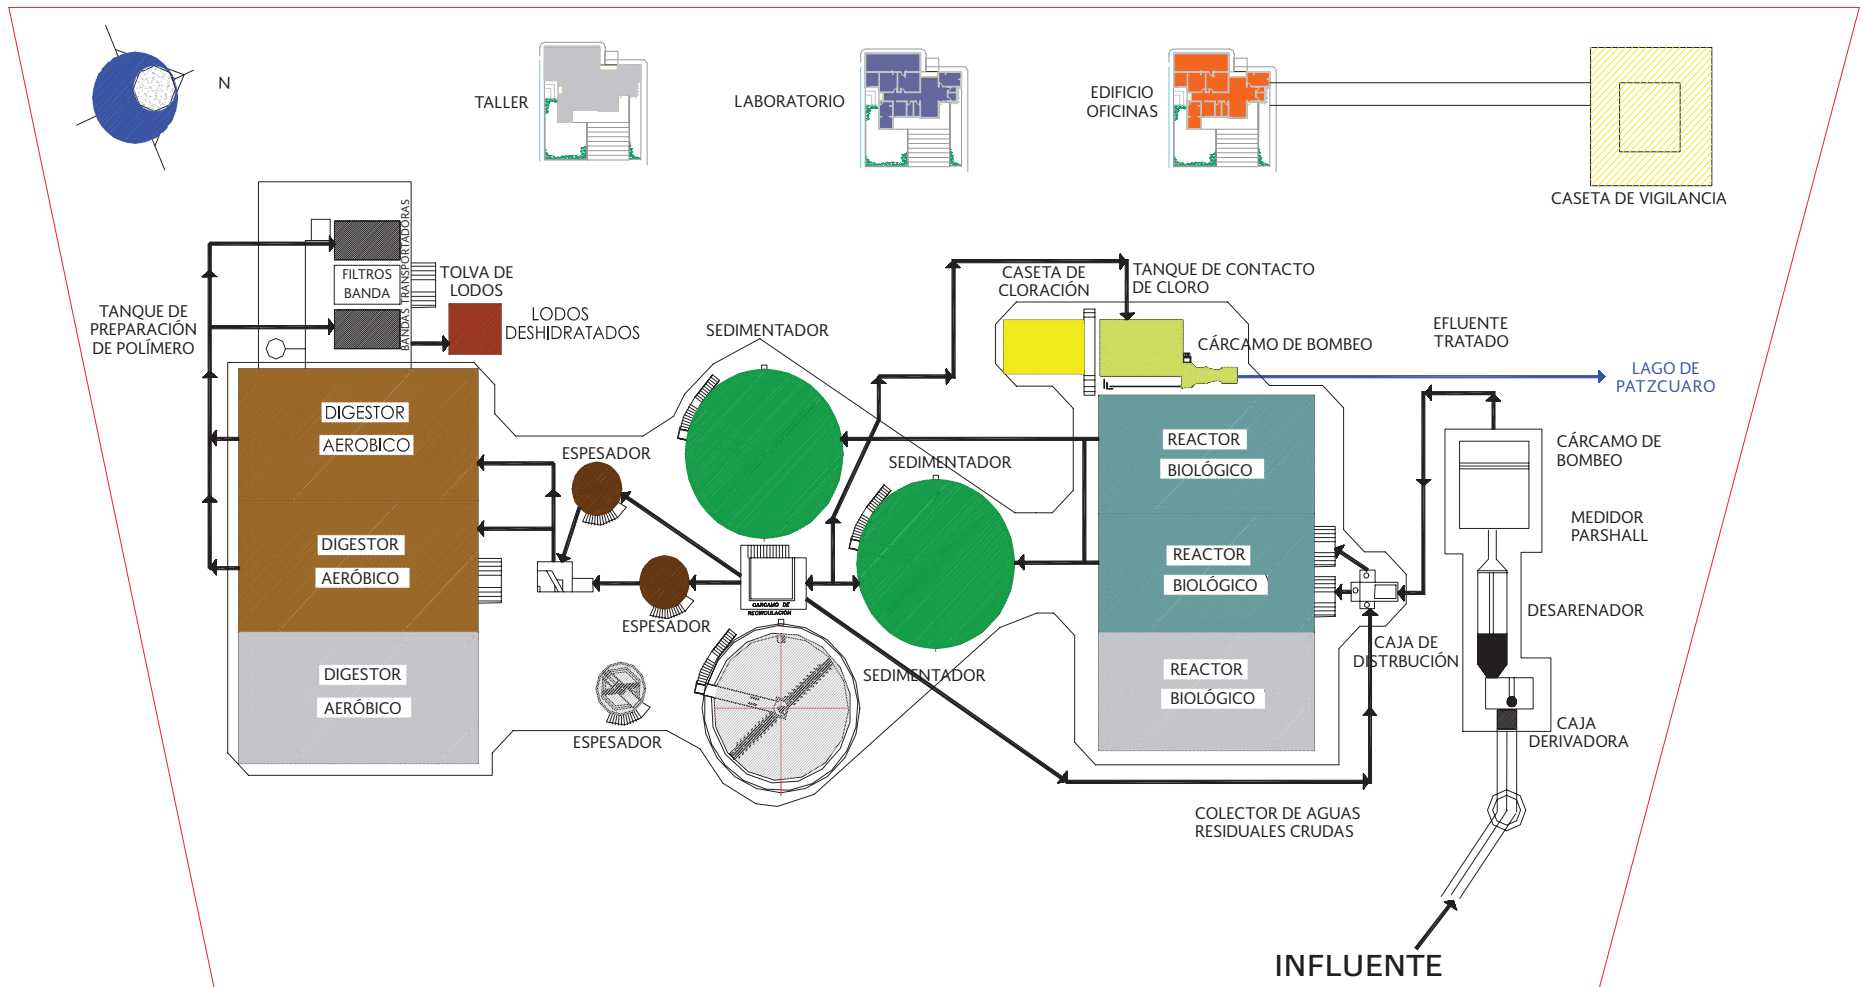 N
TALLER
LABORATORIO
EDIFICIO
OFICINAS
CASETA DE VIGILANCIA
BANDAS TRANSPORTADORAS
FILTROS
BANDA
TOLVA DE
LODOS
LODOS
DESHIDRATADOS
TANQUE DE
PREPARACIÓN
DE POLÍMERO
SEDIMENTADOR
CASETA DE
CLORACIÓN
TANQUE DE CONTACTO
DE CLORO
CÁRCAMO DE BOMBEO
EFLUENTE
TRATADO
LAGO DE
PATZCUARO
DIGESTOR
AEROBICO
ESPESADOR
SEDIMENTADOR
REACTOR
BIOLÓGICO
CÁRCAMO DE
BOMBEO
MEDIDOR
PARSHALL
DIGESTOR
AERÓBICO
REACTOR
BIOLÓGICO
DESARENADOR
CARCAMO DE
RECIRCULACIÓN
ESPESADOR
CAJA DE
DISTRBUCIÓN
DIGESTOR
AERÓBICO
SEDIMENTADOR
REACTOR
BIOLÓGICO
ESPESADOR
CAJA
DERIVADORA
COLECTOR DE AGUAS
RESIDUALES CRUDAS
INFLUENTE